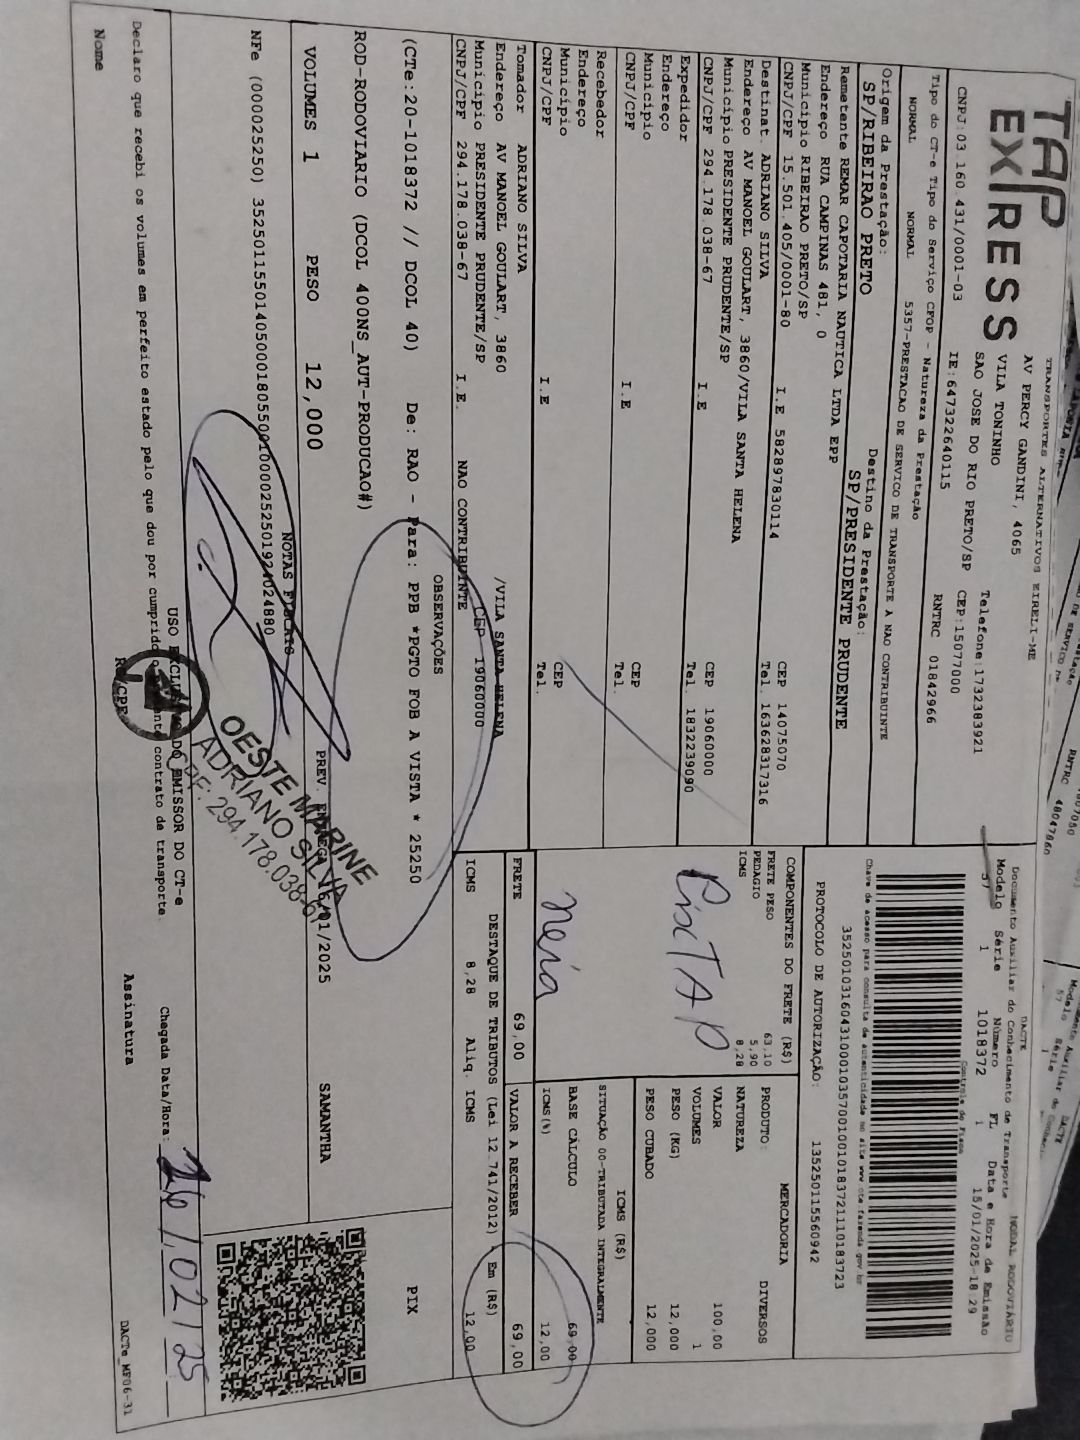 TAP
EXPRESS
TRANSPORTES ALTERNATIVOS EIRELI-ME
AV PERCY GANDINI, 4065
VILA TONINHO
SAO JOSE DO RIO PRETO/SP CEP:15077000
Telefone:1732383921
CNPJ:03.160.431/0001-03 IE:647322640115 RNTRC 01842966
Tipo do CT-e Tipo do Serviço CFOP - Natureza da Prestação
NORMAL NORMAL 5357-PRESTACAO DE SERVICO DE TRANSPORTE A NAO CONTRIBUINTE
Origem da Prestação: Destino da Prestação:
SP/RIBEIRAO PRETO SP/PRESIDENTE PRUDENTE
Remetente REMAR CAPOTARIA NAUTICA LTDA EPP
Endereço RUA CAMPINAS 481, 0
Município RIBEIRAO PRETO/SP CEP 14075070
CNPJ/CPF 15.501.405/0001-80 I.E 582897830114 Tel. 163628317316
Destinat. ADRIANO SILVA
Endereço AV MANOEL GOULART, 3860/VILA SANTA HELENA
Município PRESIDENTE PRUDENTE/SP CEP 19060000
CNPJ/CPF 294.178.038-67 I.E Tel. 1832239090
Expedidor
Endereço
Município CEP
CNPJ/CPF I.E Tel.
Recebedor
Endereço
Município CEP
CNPJ/CPF I.E Tel.
Tomador ADRIANO SILVA
Endereço AV MANOEL GOULART, 3860 /VILA SANTA HELENA
Município PRESIDENTE PRUDENTE/SP CEP 19060000
CNPJ/CPF 294.178.038-67 I.E. NAO CONTRIBUINTE
DACTE MODAL RODOVIÁRIO
Documento Auxiliar do Conhecimento de Transporte
Modelo Série Número FL Data e Hora de Emissão
57 1 1018372 1 15/01/2025-18:29
Controle do Fisco
Chave de acesso para consulta de autenticidade no site www.cte.fazenda.gov.br
35250103160431000103570010010183721110183723
PROTOCOLO DE AUTORIZAÇÃO: 135250115560942
COMPONENTES DO FRETE (R$)
FRETE PESO 63,10
PEDAGIO 5,90
ICMS 8,28
MERCADORIA
PRODUTO: DIVERSOS
NATUREZA
VALOR 100,00
VOLUMES 1
PESO (KG) 12,000
PESO CUBADO 12,000
ICMS (R$)
SITUAÇÃO 00-TRIBUTADA INTEGRALMENTE
BASE CÁLCULO 69,00
ICMS(%) 12,00
FRETE 69,00 VALOR A RECEBER 69,00
DESTAQUE DE TRIBUTOS (Lei 12.741/2012) - Em (R$)
ICMS 8,28 Aliq. ICMS 12,00
OBSERVAÇÕES
(CTe:20-1018372 // DCOL 40) De: RAO - Para: PPB *PGTO FOB A VISTA * 25250
ROD-RODOVIARIO (DCOL 400NS_AUT-PRODUCAO#)
PIX
VOLUMES 1 PESO 12,000 PREV. ENTREGA 16/01/2025 SAMANTHA
NOTAS FISCAIS
NFe (000025250) 35250115501405000180550010000252501924024880
OESTE MARINE
ADRIANO SILVA
CPF: 294.178.038-67
USO EXCLUSIVO DO EMISSOR DO CT-e
Declaro que recebi os volumes em perfeito estado pelo que dou por cumprido o presente contrato de transporte.
Chegada Data/Hora: 26/02/25
Nome RG/CPF Assinatura
DACTe_MF06-31